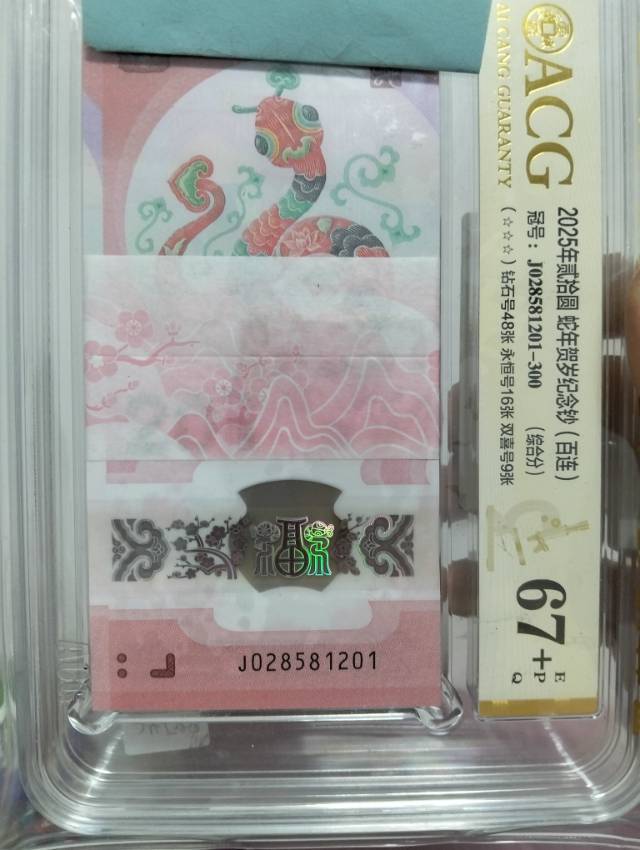 ACG
AI CANG GUARANTY
2025年贰拾圆 蛇年贺岁纪念钞（百连）
冠号：J028581201-300 （综合分）
（☆☆☆）钻石号48张 永恒号16张 双喜号9张
67+
E
P
Q
福
J028581201